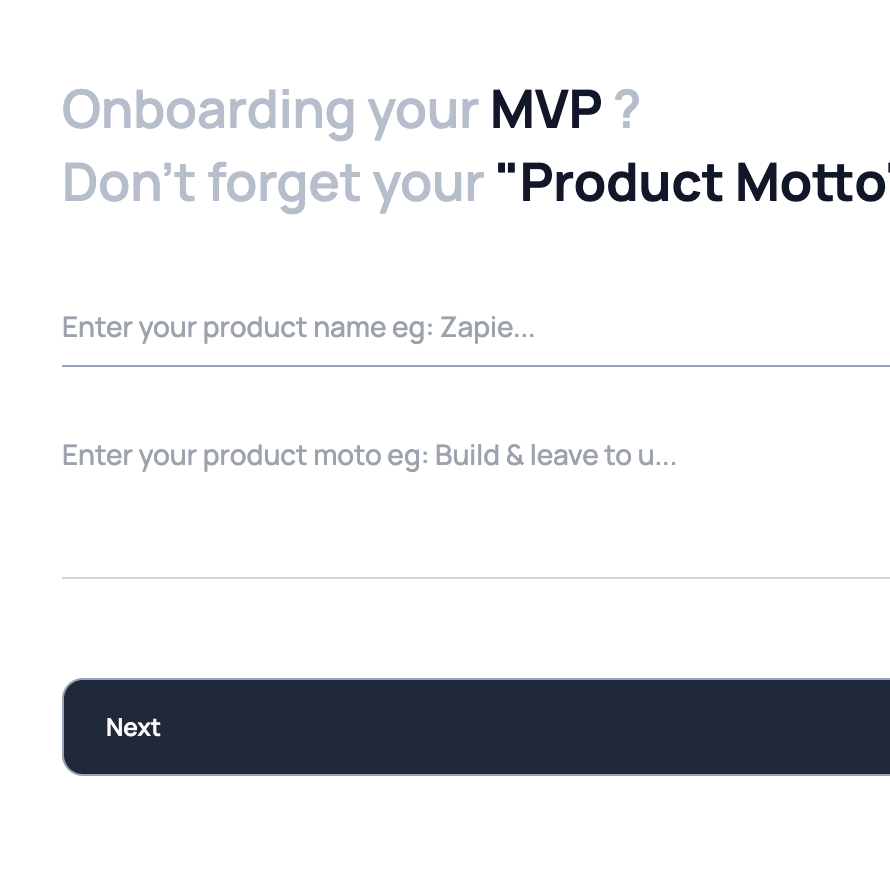 Onboarding your MVP ?
Don't forget your "Product Motto"
Enter your product name eg: Zapie...
Enter your product moto eg: Build & leave to u...
Next